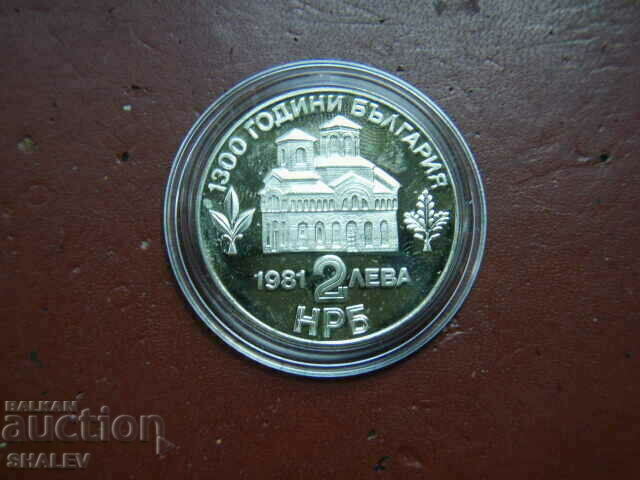 1300 ГОДИНИ БЪЛГАРИЯ
1981 2 ЛЕВА
НРБ
BALKAN
auction
SHALEV